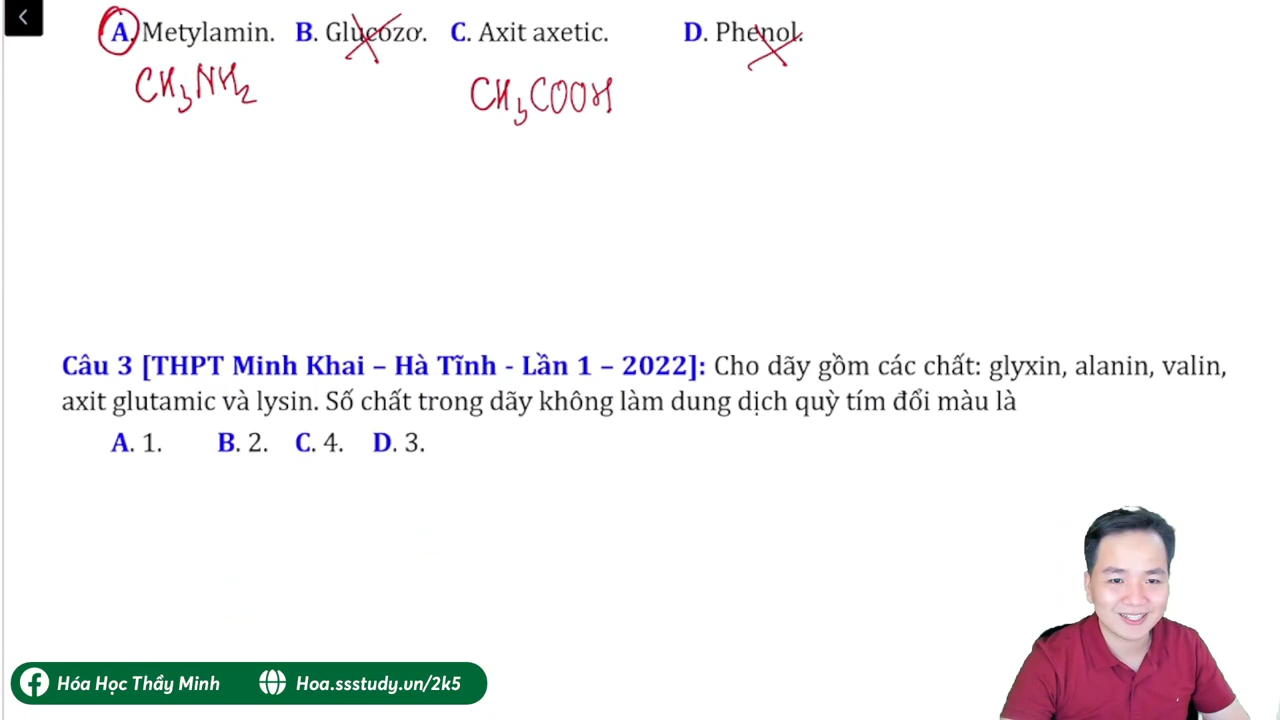 A. Metylamin. B. Glucozơ. C. Axit axetic. D. Phenol.
CH3NH2 CH3COOH
Câu 3 [THPT Minh Khai – Hà Tĩnh - Lần 1 – 2022]: Cho dãy gồm các chất: glyxin, alanin, valin,
axit glutamic và lysin. Số chất trong dãy không làm dung dịch quỳ tím đổi màu là
A. 1. B. 2. C. 4. D. 3.
Hóa Học Thầy Minh Hoa.ssstudy.vn/2k5